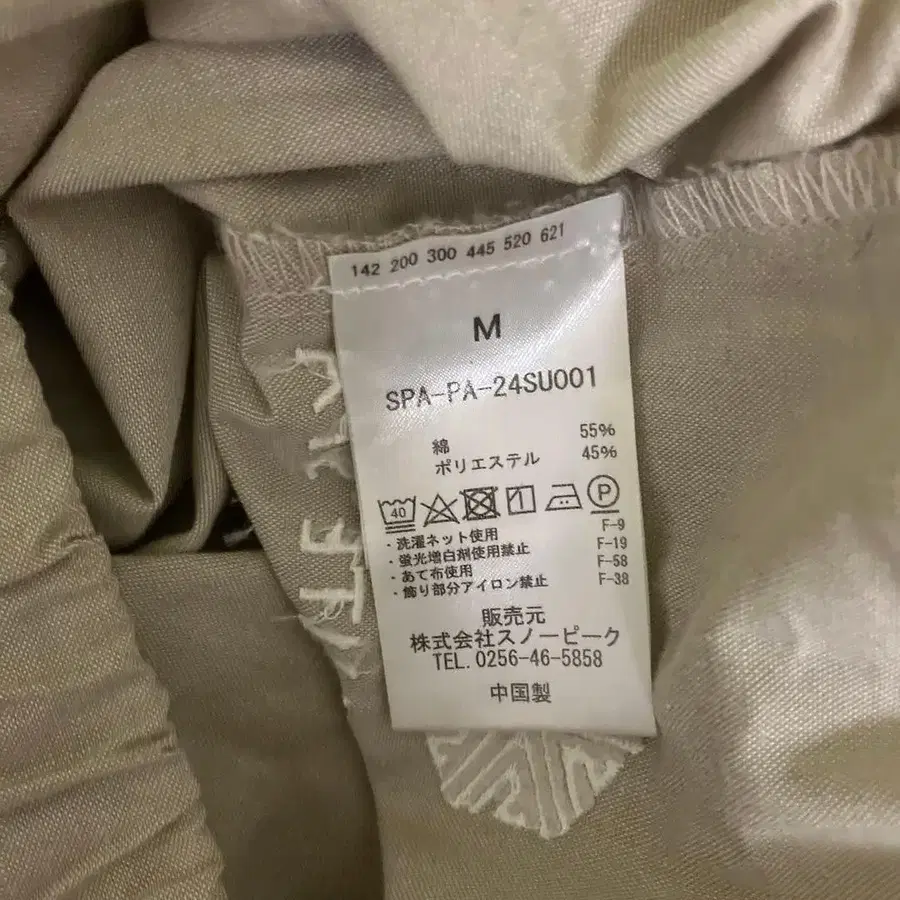 142 200 300 445 520 621
M
SPA-PA-24SU001
綿 55%
ポリエステル 45%
40 P
・洗濯ネット使用 F-9
・蛍光増白剤使用禁止 F-19
・あて布使用 F-58
・飾り部分アイロン禁止 F-38
販売元
株式会社スノーピーク
TEL. 0256-46-5858
中国製